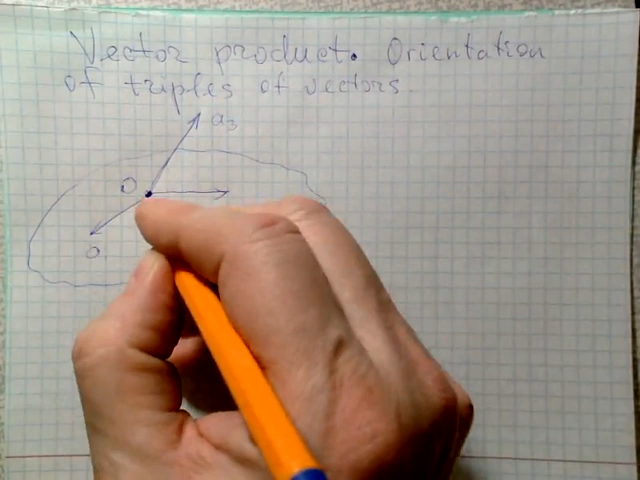 Vector product. Orientation
of triples of vectors.
a₃
O
a